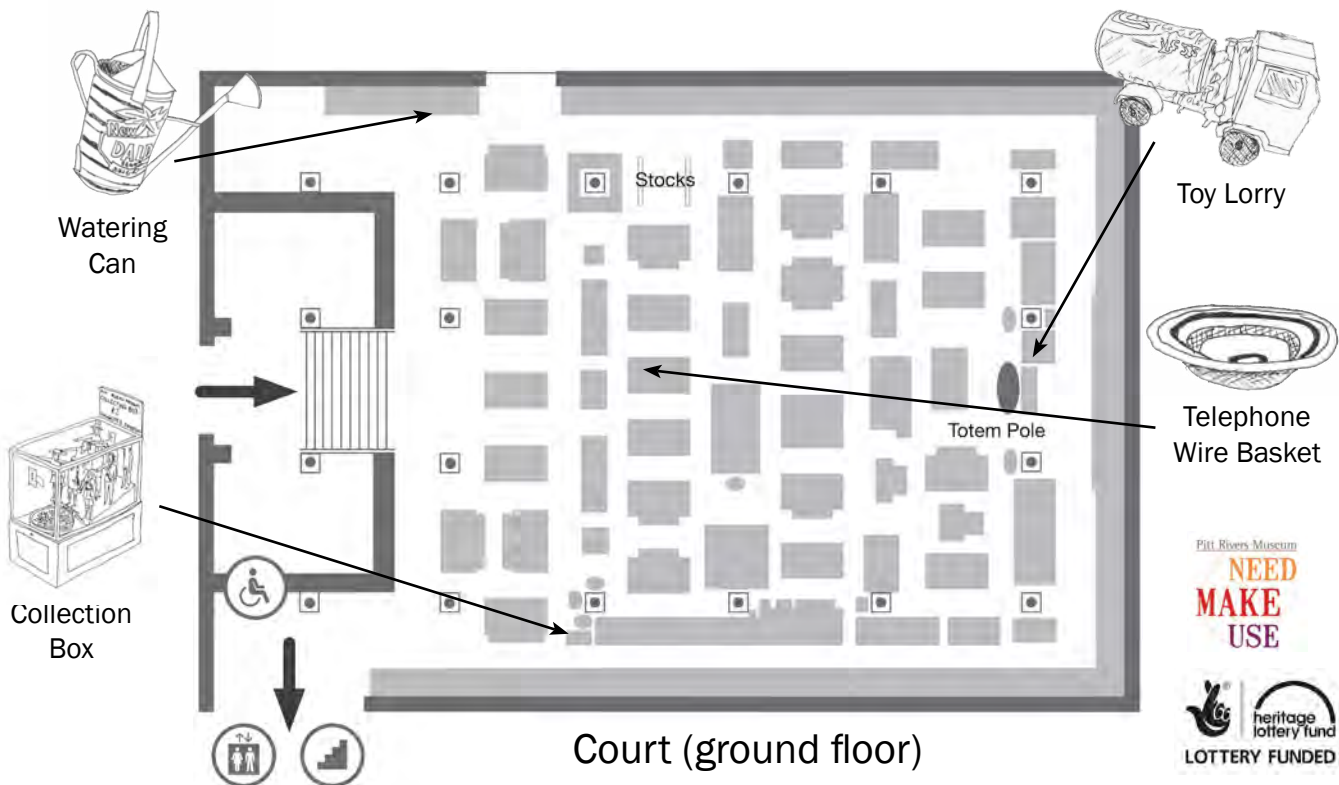 Watering
Can
Stocks
Toy Lorry
Telephone
Wire Basket
Totem Pole
Collection
Box
Pitt Rivers Museum
NEED
MAKE
USE
heritage
lottery fund
LOTTERY FUNDED
Court (ground floor)
New